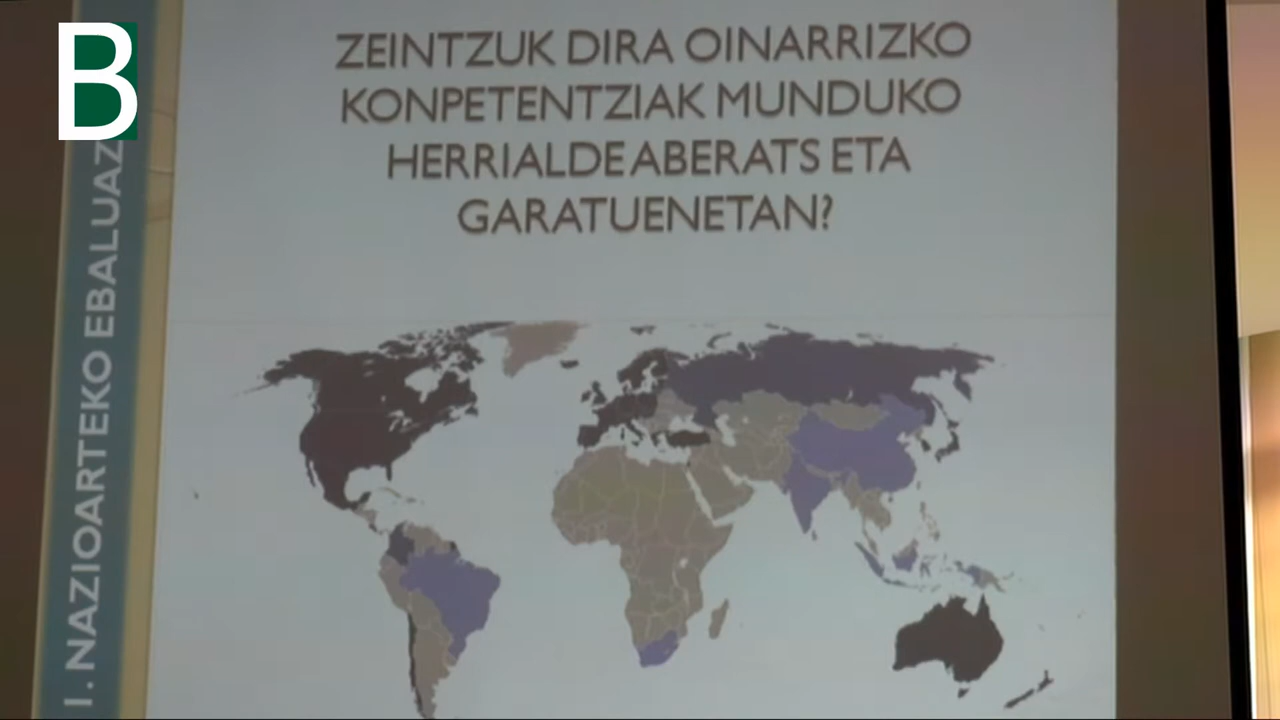 B
ZEINTZUK DIRA OINARRIZKO
KONPETENTZIAK MUNDUKO
HERRIALDE ABERATS ETA
GARATUENETAN?
I. NAZIOARTEKO EBALUAZ